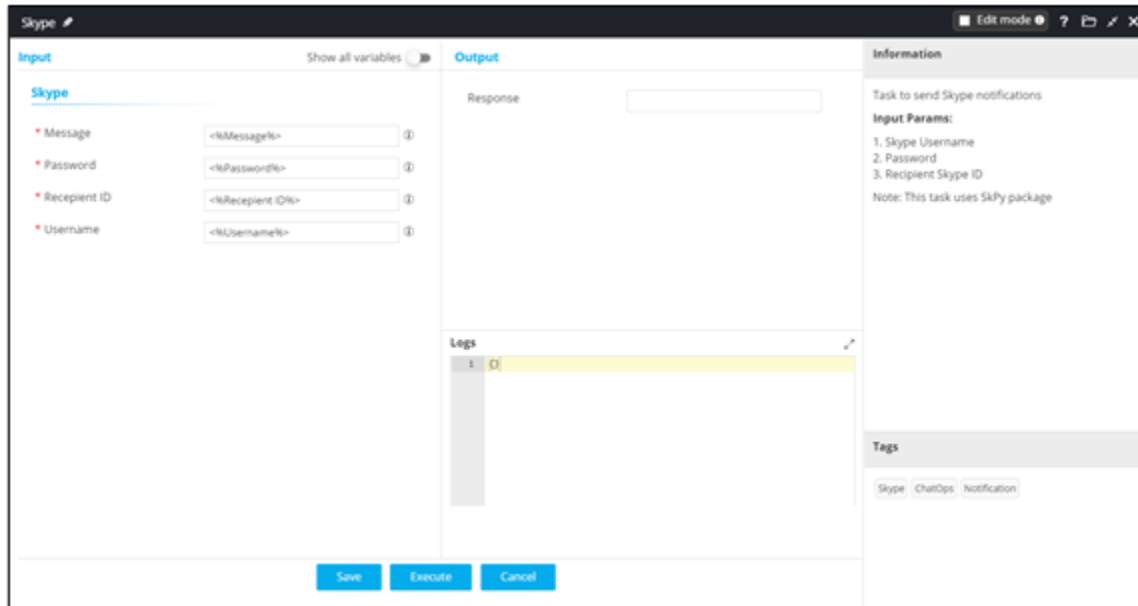 Skype
Edit mode
Input
Show all variables
Skype
* Message
<%Message%>
* Password
<%Password%>
* Recepient ID
<%Recepient ID%>
* Username
<%Username%>
Output
Response
Logs
1 {}
Information
Task to send Skype notifications
Input Params:
1. Skype Username
2. Password
3. Recipient Skype ID
Note: This task uses SkPy package
Tags
Skype ChatOps Notification
Save Execute Cancel